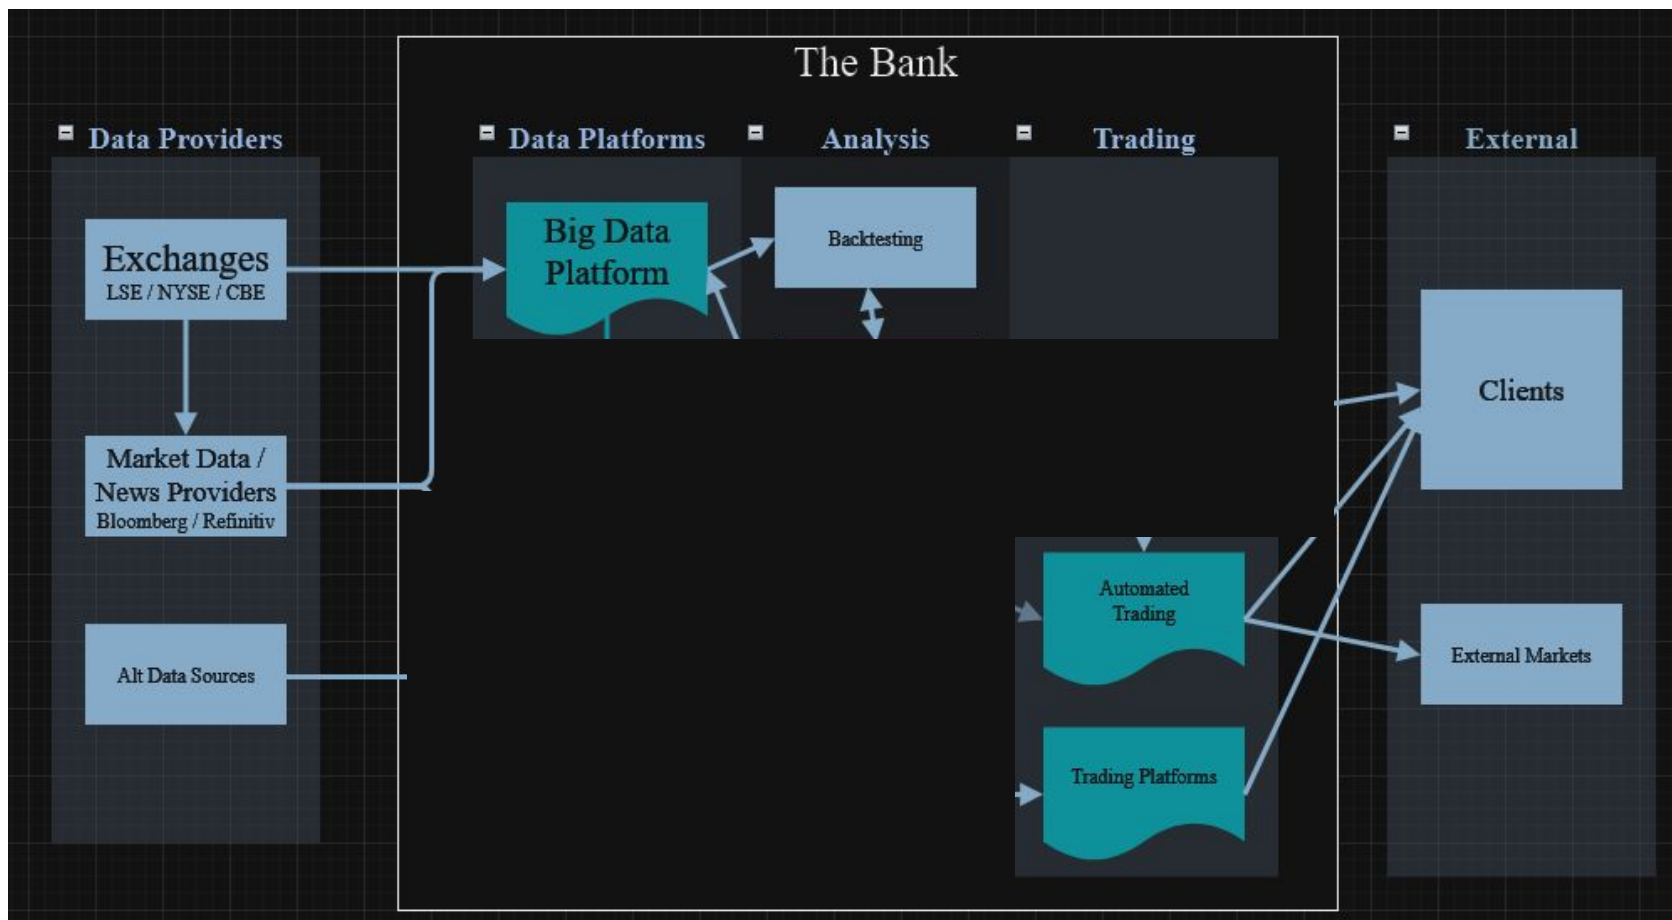 The Bank
Data Providers
Data Platforms
Analysis
Trading
External
Exchanges
LSE / NYSE / CBE
Big Data
Platform
Backtesting
Clients
Market Data /
News Providers
Bloomberg / Refinitiv
Automated
Trading
Alt Data Sources
External Markets
Trading Platforms